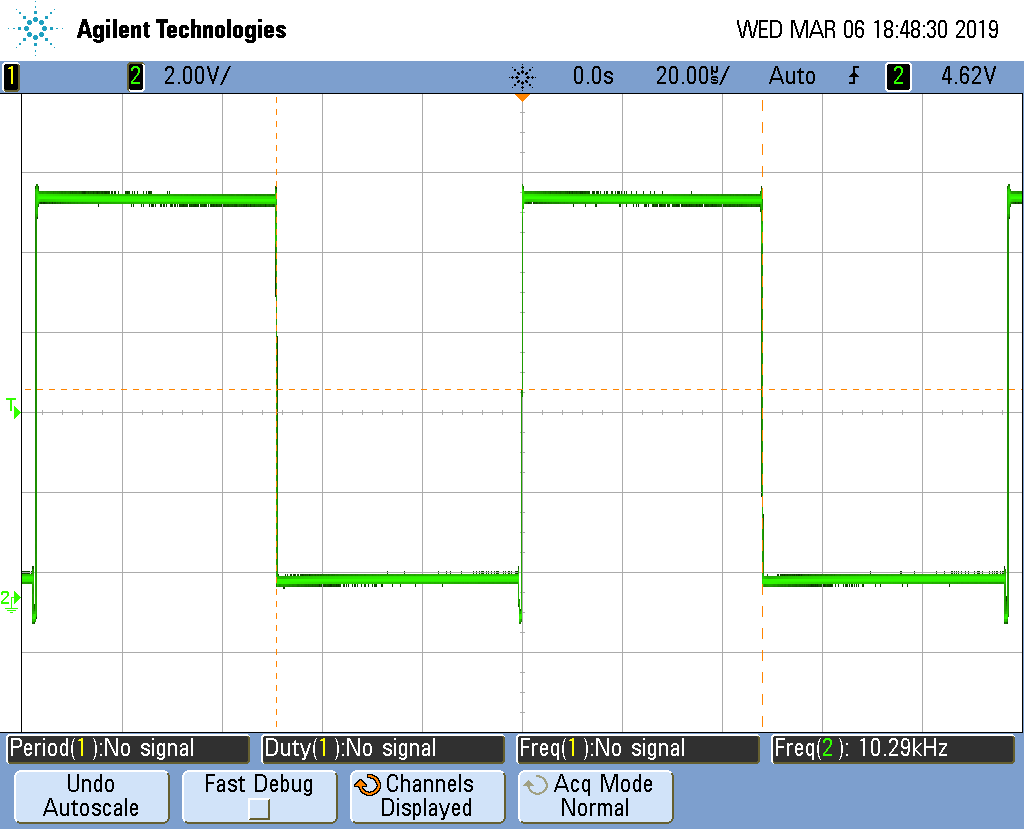 Agilent Technologies WED MAR 06 18:48:30 2019
1 2 2.00V/ 0.0s 20.00µs/ Auto 2 4.62V
T
2
Period(1):No signal Duty(1):No signal Freq(1):No signal Freq(2): 10.29kHz
Undo Autoscale Fast Debug Channels Displayed Acq Mode Normal